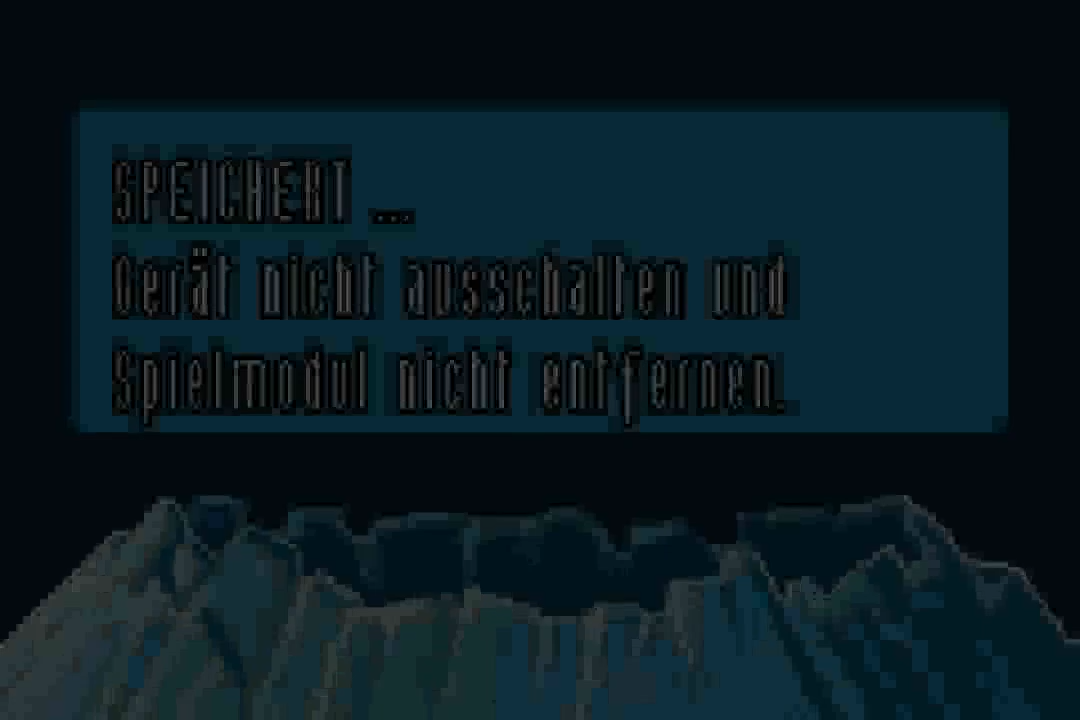 SPEICHERT ...
Gerät nicht ausschalten und
Spielmodul nicht entfernen.